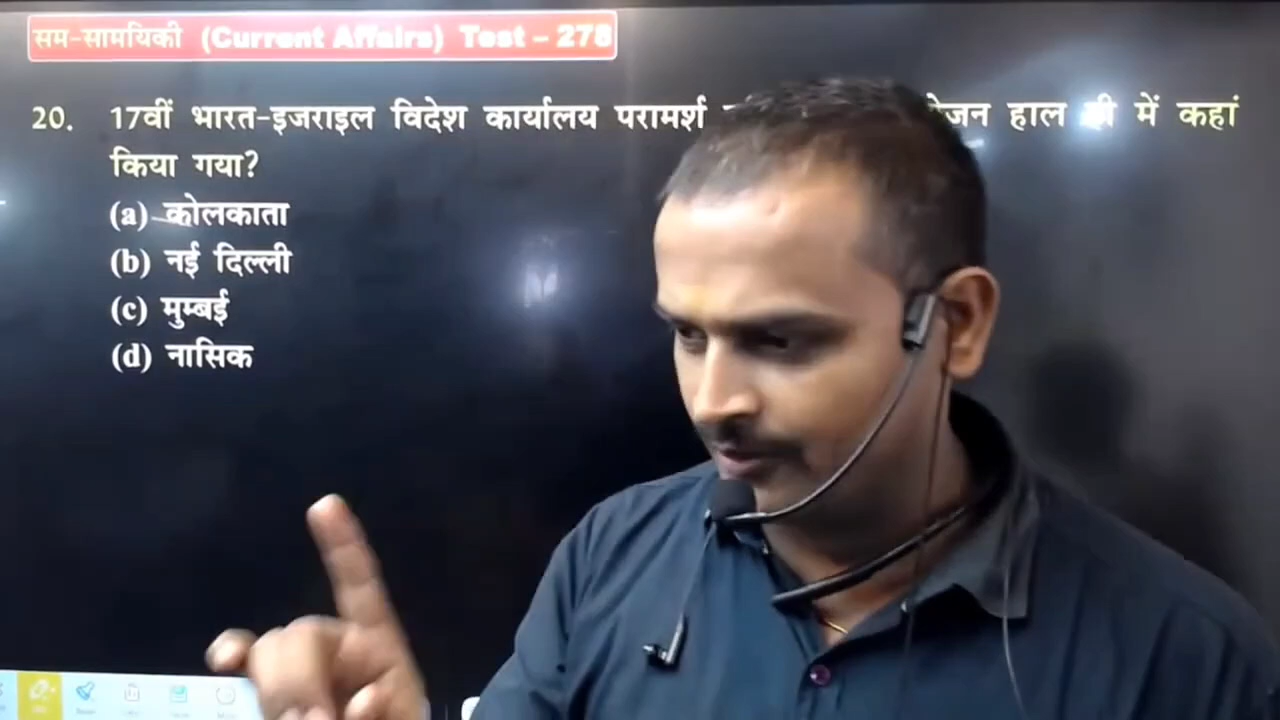 सम-सामयिकी (Current Affairs) Test - 278
20. 17वीं भारत-इजराइल विदेश कार्यालय परामर्श हाल ही में कहां
किया गया?
(a) कोलकाता
(b) नई दिल्ली
(c) मुम्बई
(d) नासिक